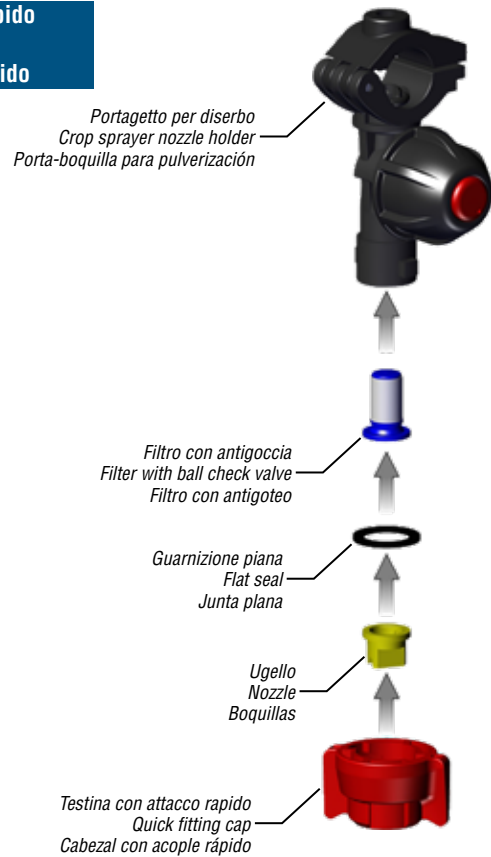 pido
ido
Portagetto per diserbo
Crop sprayer nozzle holder
Porta-boquilla para pulverización
Filtro con antigoccia
Filter with ball check valve
Filtro con antigoteo
Guarnizione piana
Flat seal
Junta plana
Ugello
Nozzle
Boquillas
Testina con attacco rapido
Quick fitting cap
Cabezal con acople rápido